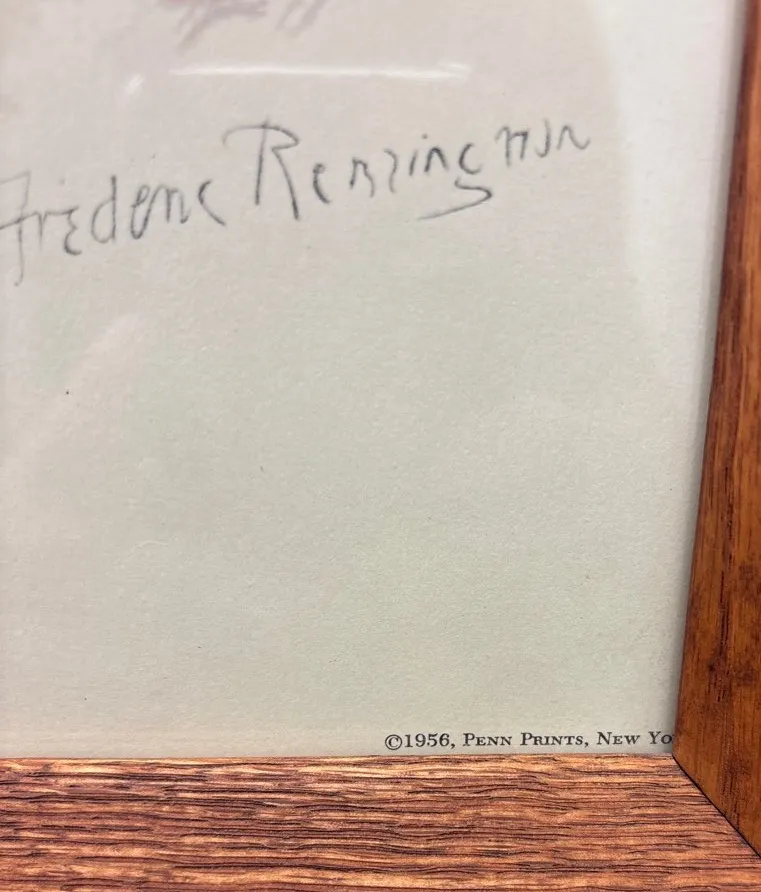 Frederic Remington
©1956, Penn Prints, New Yo